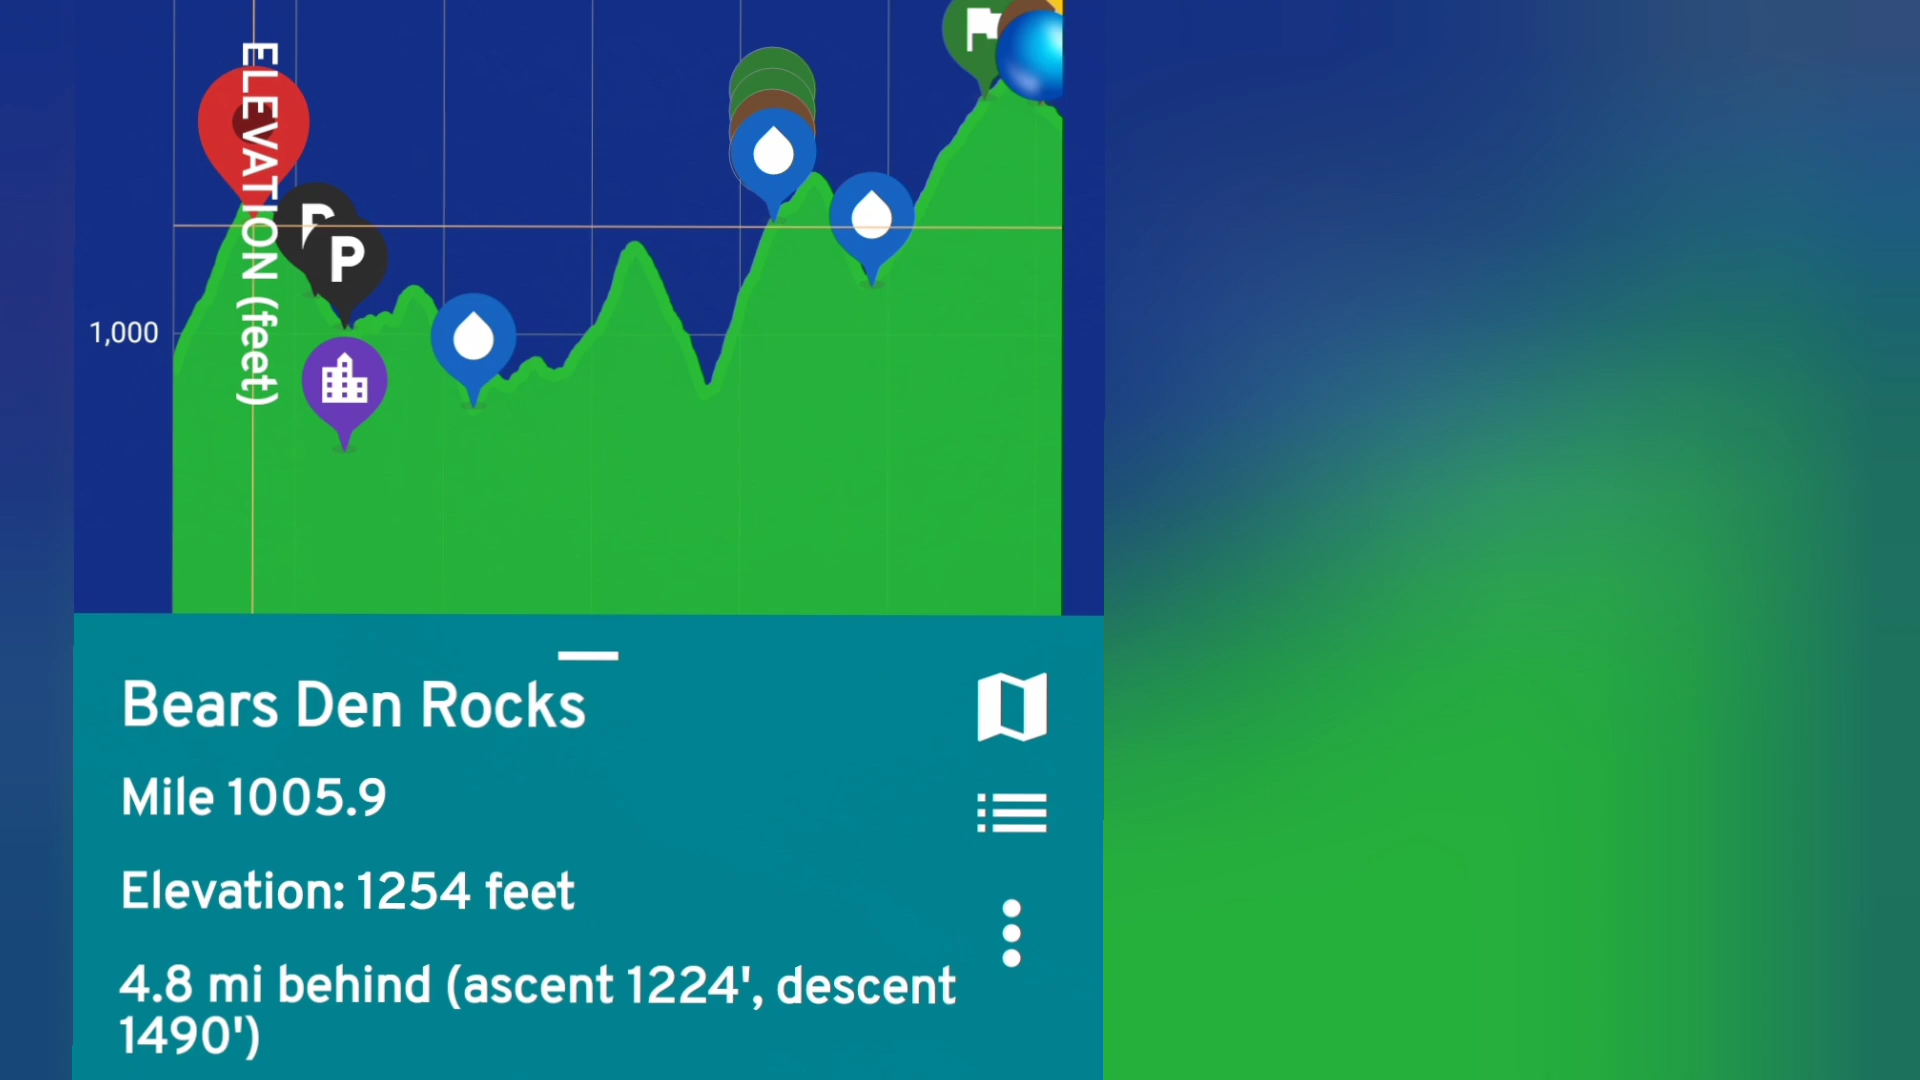 ELEVATION (feet)
P
P
1,000
Bears Den Rocks
Mile 1005.9
Elevation: 1254 feet
4.8 mi behind (ascent 1224', descent
1490')